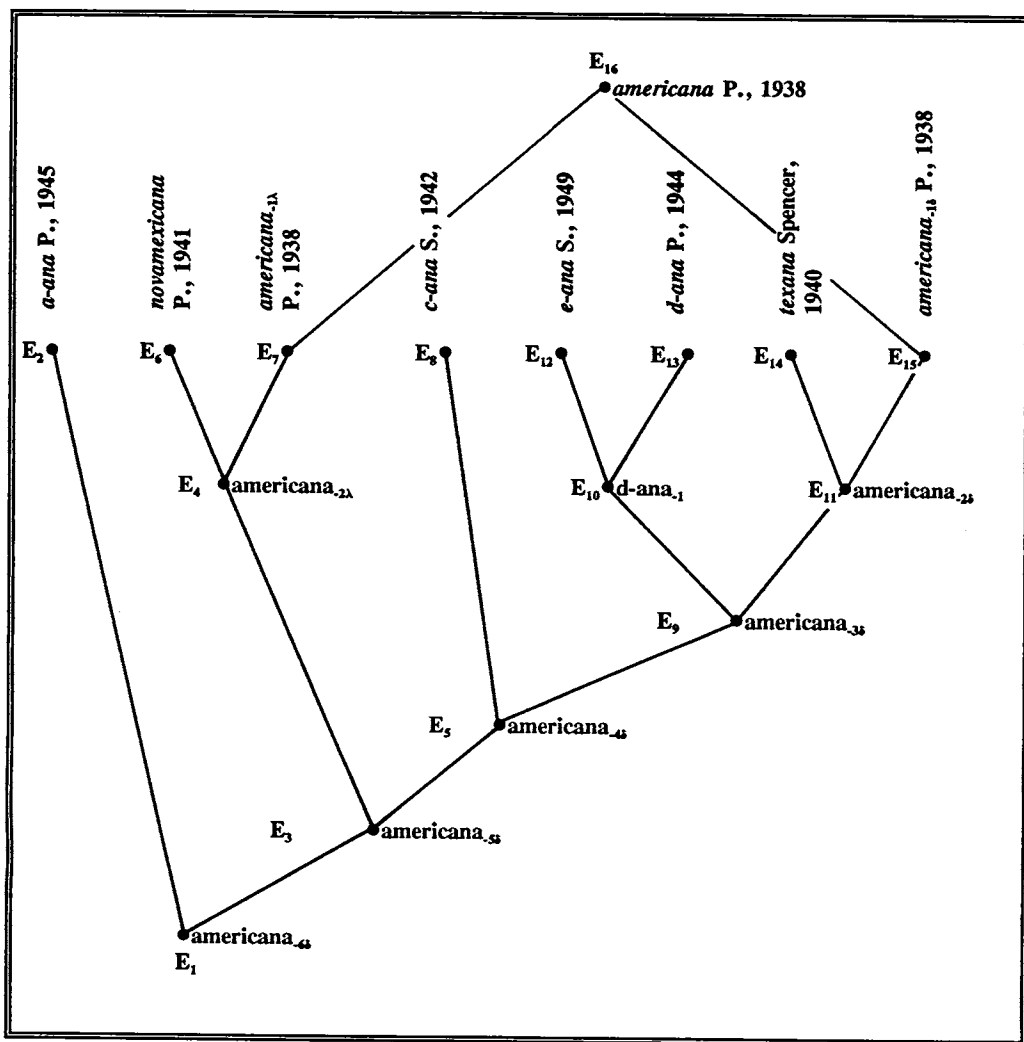 E₁₆
americana P., 1938
a-ana P., 1945
novamexicana
P., 1941
americana₋₁λ
P., 1938
c-ana S., 1942
e-ana S., 1949
d-ana P., 1944
texana Spencer,
1940
americana₋₁δ P., 1938
E₂
E₆
E₇
E₈
E₁₂
E₁₃
E₁₄
E₁₅
E₄ americana₋₂λ
E₁₀ d-ana₋₁
E₁₁ americana₋₂δ
E₉ americana₋₃δ
E₅ americana₋₄δ
E₃ americana₋₅δ
americana₋₆δ
E₁